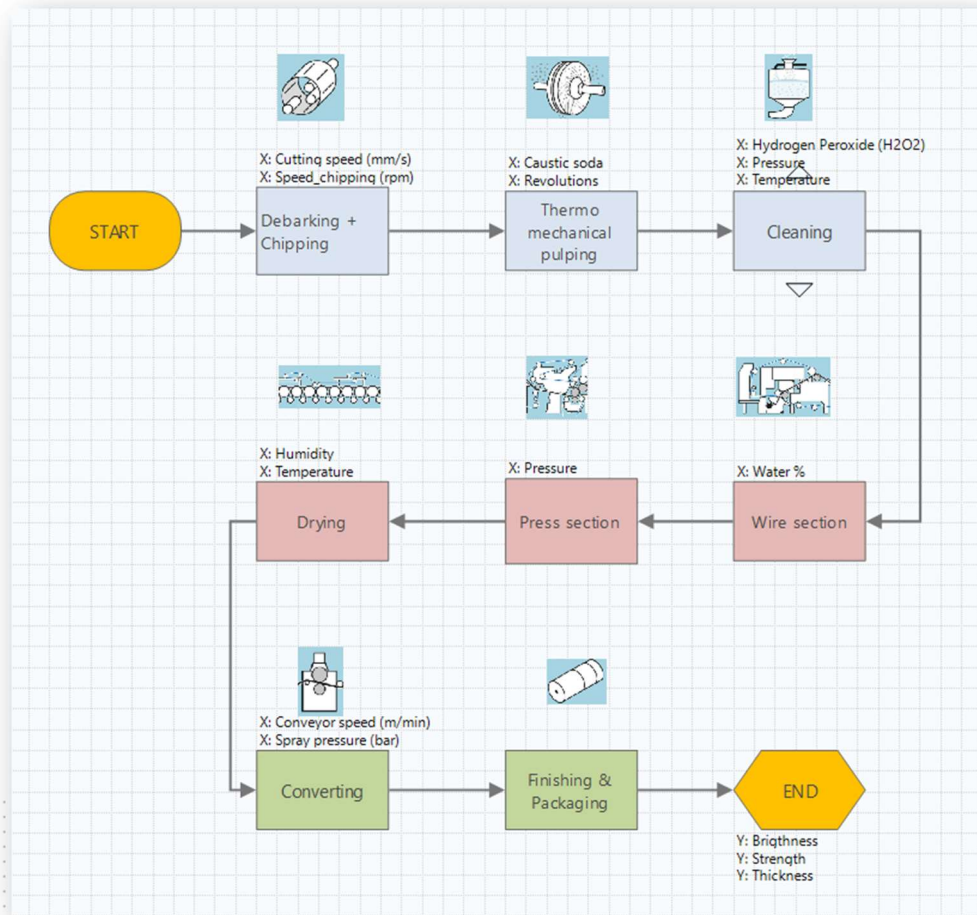 X: Cutting speed (mm/s)
X: Speed_chipping (rpm)
X: Caustic soda
X: Revolutions
X: Hydrogen Peroxide (H2O2)
X: Pressure
X: Temperature
START
Debarking +
Chipping
Thermo
mechanical
pulping
Cleaning
X: Humidity
X: Temperature
X: Pressure
X: Water %
Drying
Press section
Wire section
X: Conveyor speed (m/min)
X: Spray pressure (bar)
Converting
Finishing &
Packaging
END
Y: Brigthness
Y: Strength
Y: Thickness